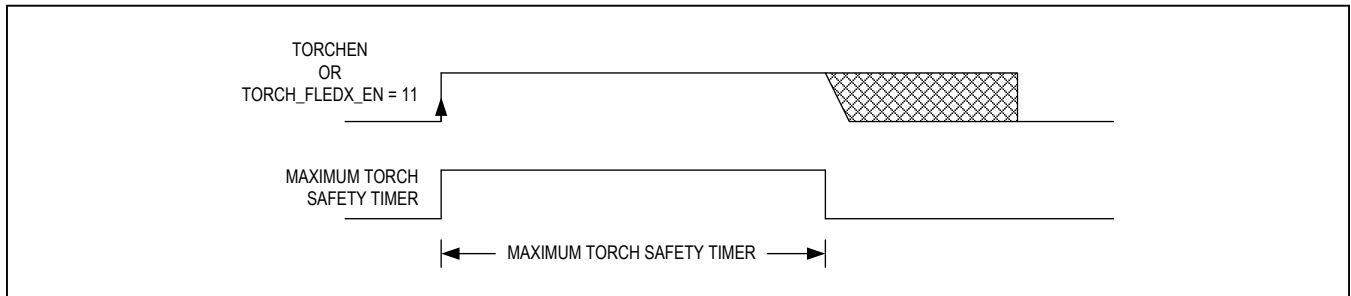 TORCHEN
OR
TORCH_FLEDX_EN = 11
MAXIMUM TORCH
SAFETY TIMER
MAXIMUM TORCH SAFETY TIMER